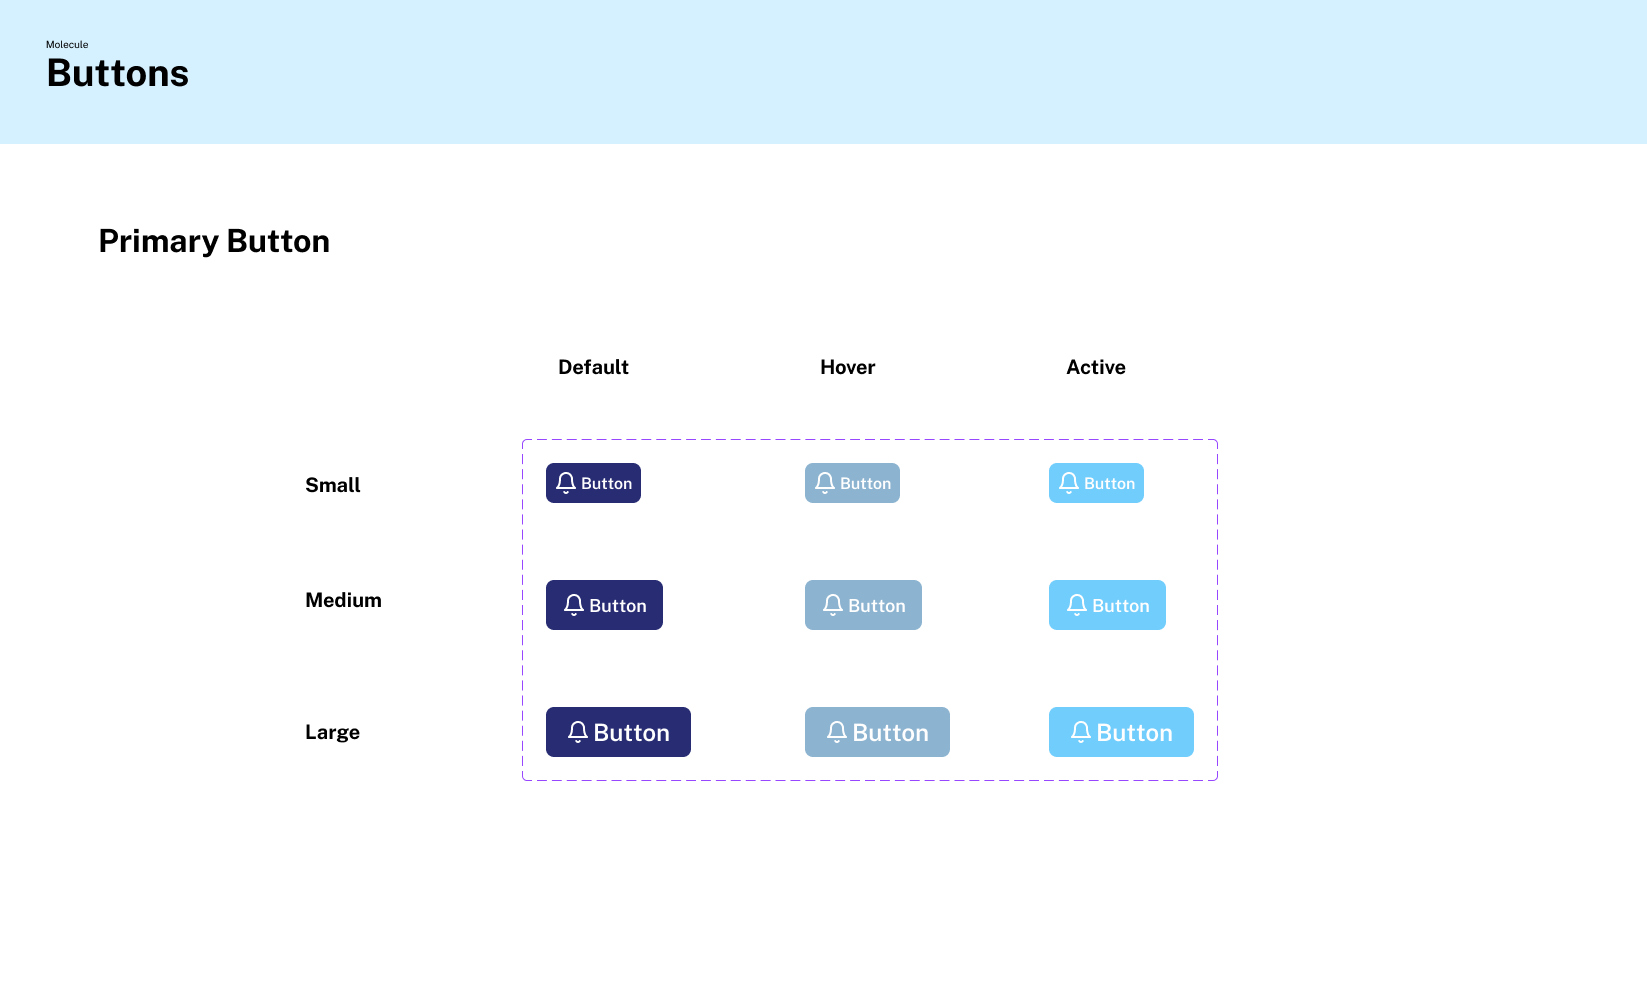 Molecule
Buttons
Primary Button
Default Hover Active
Small Button Button Button
Medium Button Button Button
Large Button Button Button